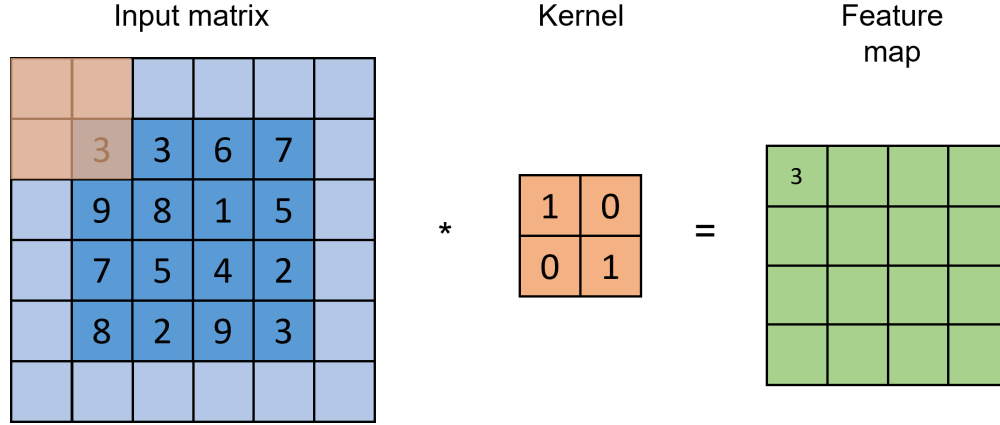 Input matrix
Kernel
Feature
map
3 3 6 7
9 8 1 5
7 5 4 2
8 2 9 3
*
1 0
0 1
=
3